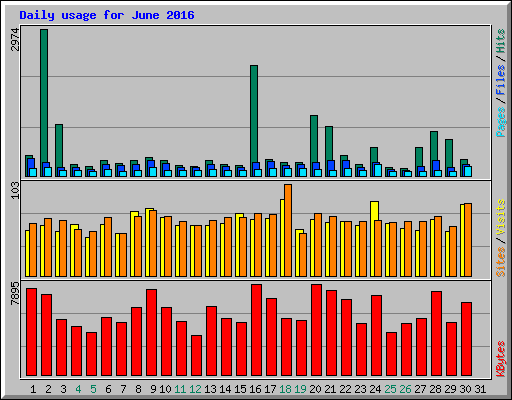 Daily usage for June 2016
2974
Pages / Files / Hits
103
Sites / Visits
7895
KBytes
1 2 3 4 5 6 7 8 9 10 11 12 13 14 15 16 17 18 19 20 21 22 23 24 25 26 27 28 29 30 31